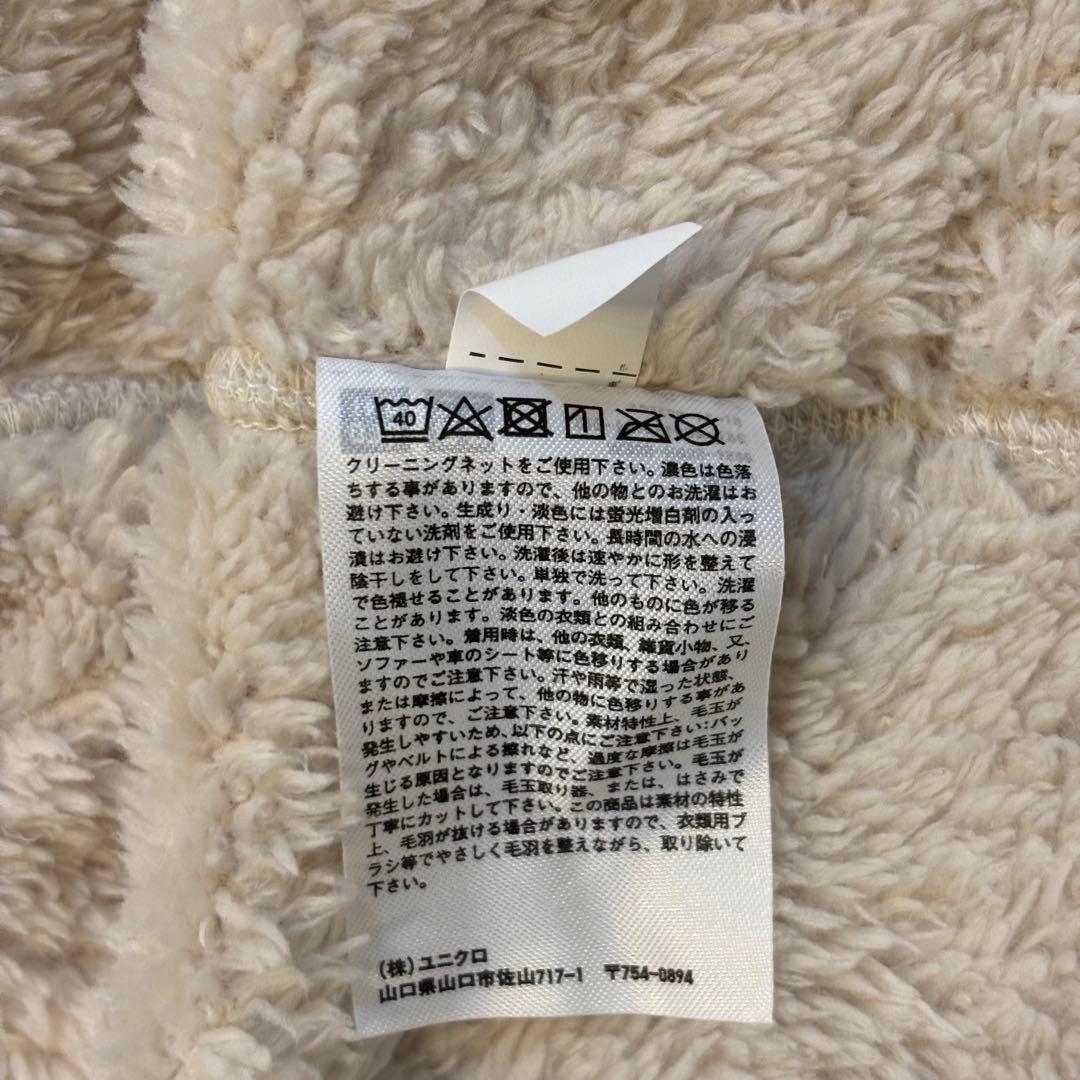 40
クリーニングネットをご使用下さい。濃色は色落
ちする事がありますので、他の物とのお洗濯はお
避け下さい。生成り・淡色には蛍光増白剤の入っ
ていない洗剤をご使用下さい。長時間の水への浸
漬はお避け下さい。洗濯後は速やかに形を整えて
陰干しをして下さい。単独で洗って下さい。洗濯
で色褪せることがあります。他のものに色が移る
ことがあります。淡色の衣類との組み合わせにご
注意下さい。着用時は、他の衣類、雑貨小物、又、
ソファーや車のシート等に色移りする場合があり
ますのでご注意下さい。汗や雨等で湿った状態、
または摩擦によって、他の物に色移りする事があ
りますので、ご注意下さい。素材特性上、毛玉が
発生しやすいため、以下の点にご注意下さい:バッ
グやベルトによる擦れなど、過度な摩擦は毛玉が
生じる原因となりますのでご注意下さい。毛玉が
発生した場合は、毛玉取り器、または、はさみで
丁寧にカットして下さい。この商品は素材の特性
上、毛羽が抜ける場合がありますので、衣類用ブ
ラシ等でやさしく毛羽を整えながら、取り除いて
下さい。
(株)ユニクロ
山口県山口市佐山717-1 〒754-0894